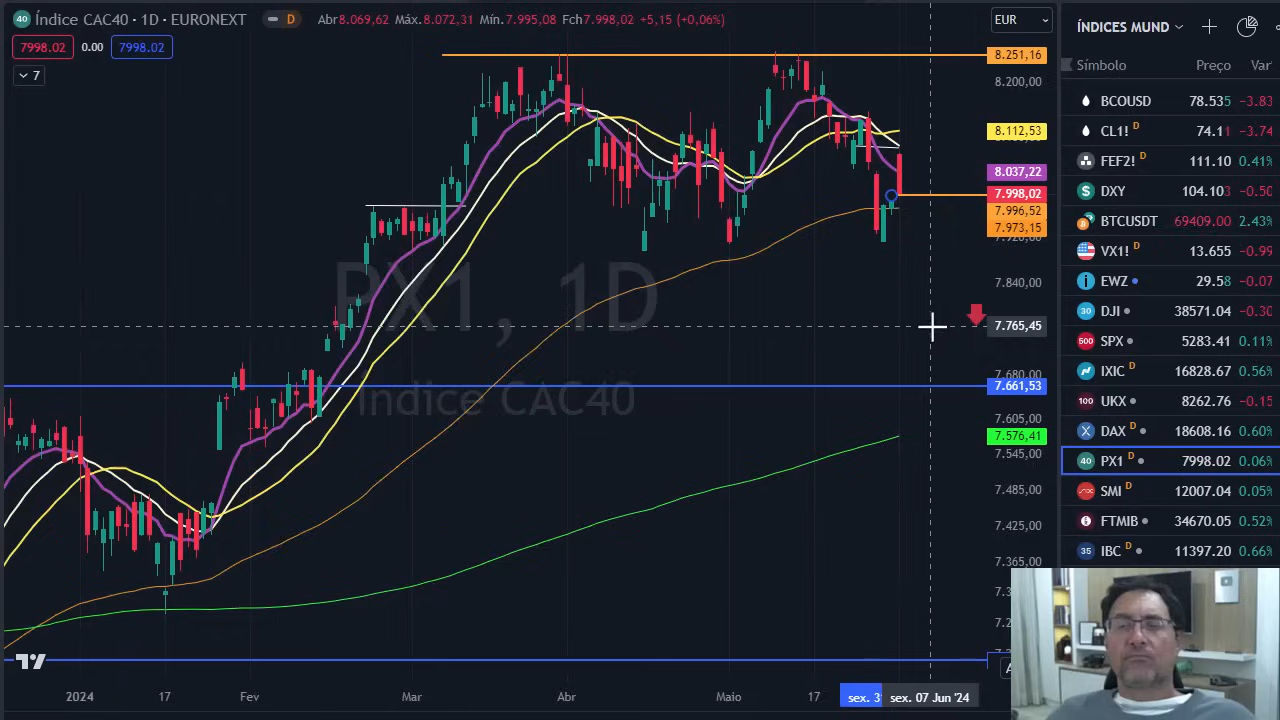 40 Índice CAC40 · 1D · EURONEXT D Abr8.069,62 Máx.8.072,31 Mín.7.995,08 Fch7.998,02 +5,15 (+0,06%)
7998.02 0.00 7998.02
7
EUR
8.251,16
8.200,00
8.112,53
8.037,22
7.998,02
7.996,52
7.973,15
7.920,00
7.840,00
7.765,45
7.680,00
7.661,53
7.605,00
7.576,41
7.545,00
7.485,00
7.425,00
7.365,00
PX1, 1D
Índice CAC40
2024 17 Fev Mar Abr Maio 17 sex. 3 sex. 07 Jun '24
ÍNDICES MUND
Símbolo Preço Var
BCOUSD 78.535 −3.83
CL1! D 74.11 −3.74
FEF2! D 111.10 0.41%
DXY 104.103 −0.50
BTCUSDT 69409.00 2.43%
VX1! D 13.655 −0.99
EWZ 29.58 −0.07
30 DJI 38571.04 −0.30
500 SPX 5283.41 0.11%
IXIC D 16828.67 0.56%
100 UKX 8262.76 −0.15
DAX D 18608.16 0.60%
40 PX1 D 7998.02 0.06%
SMI D 12007.04 0.05%
FTMIB 34670.05 0.52%
35 IBC D 11397.20 0.66%